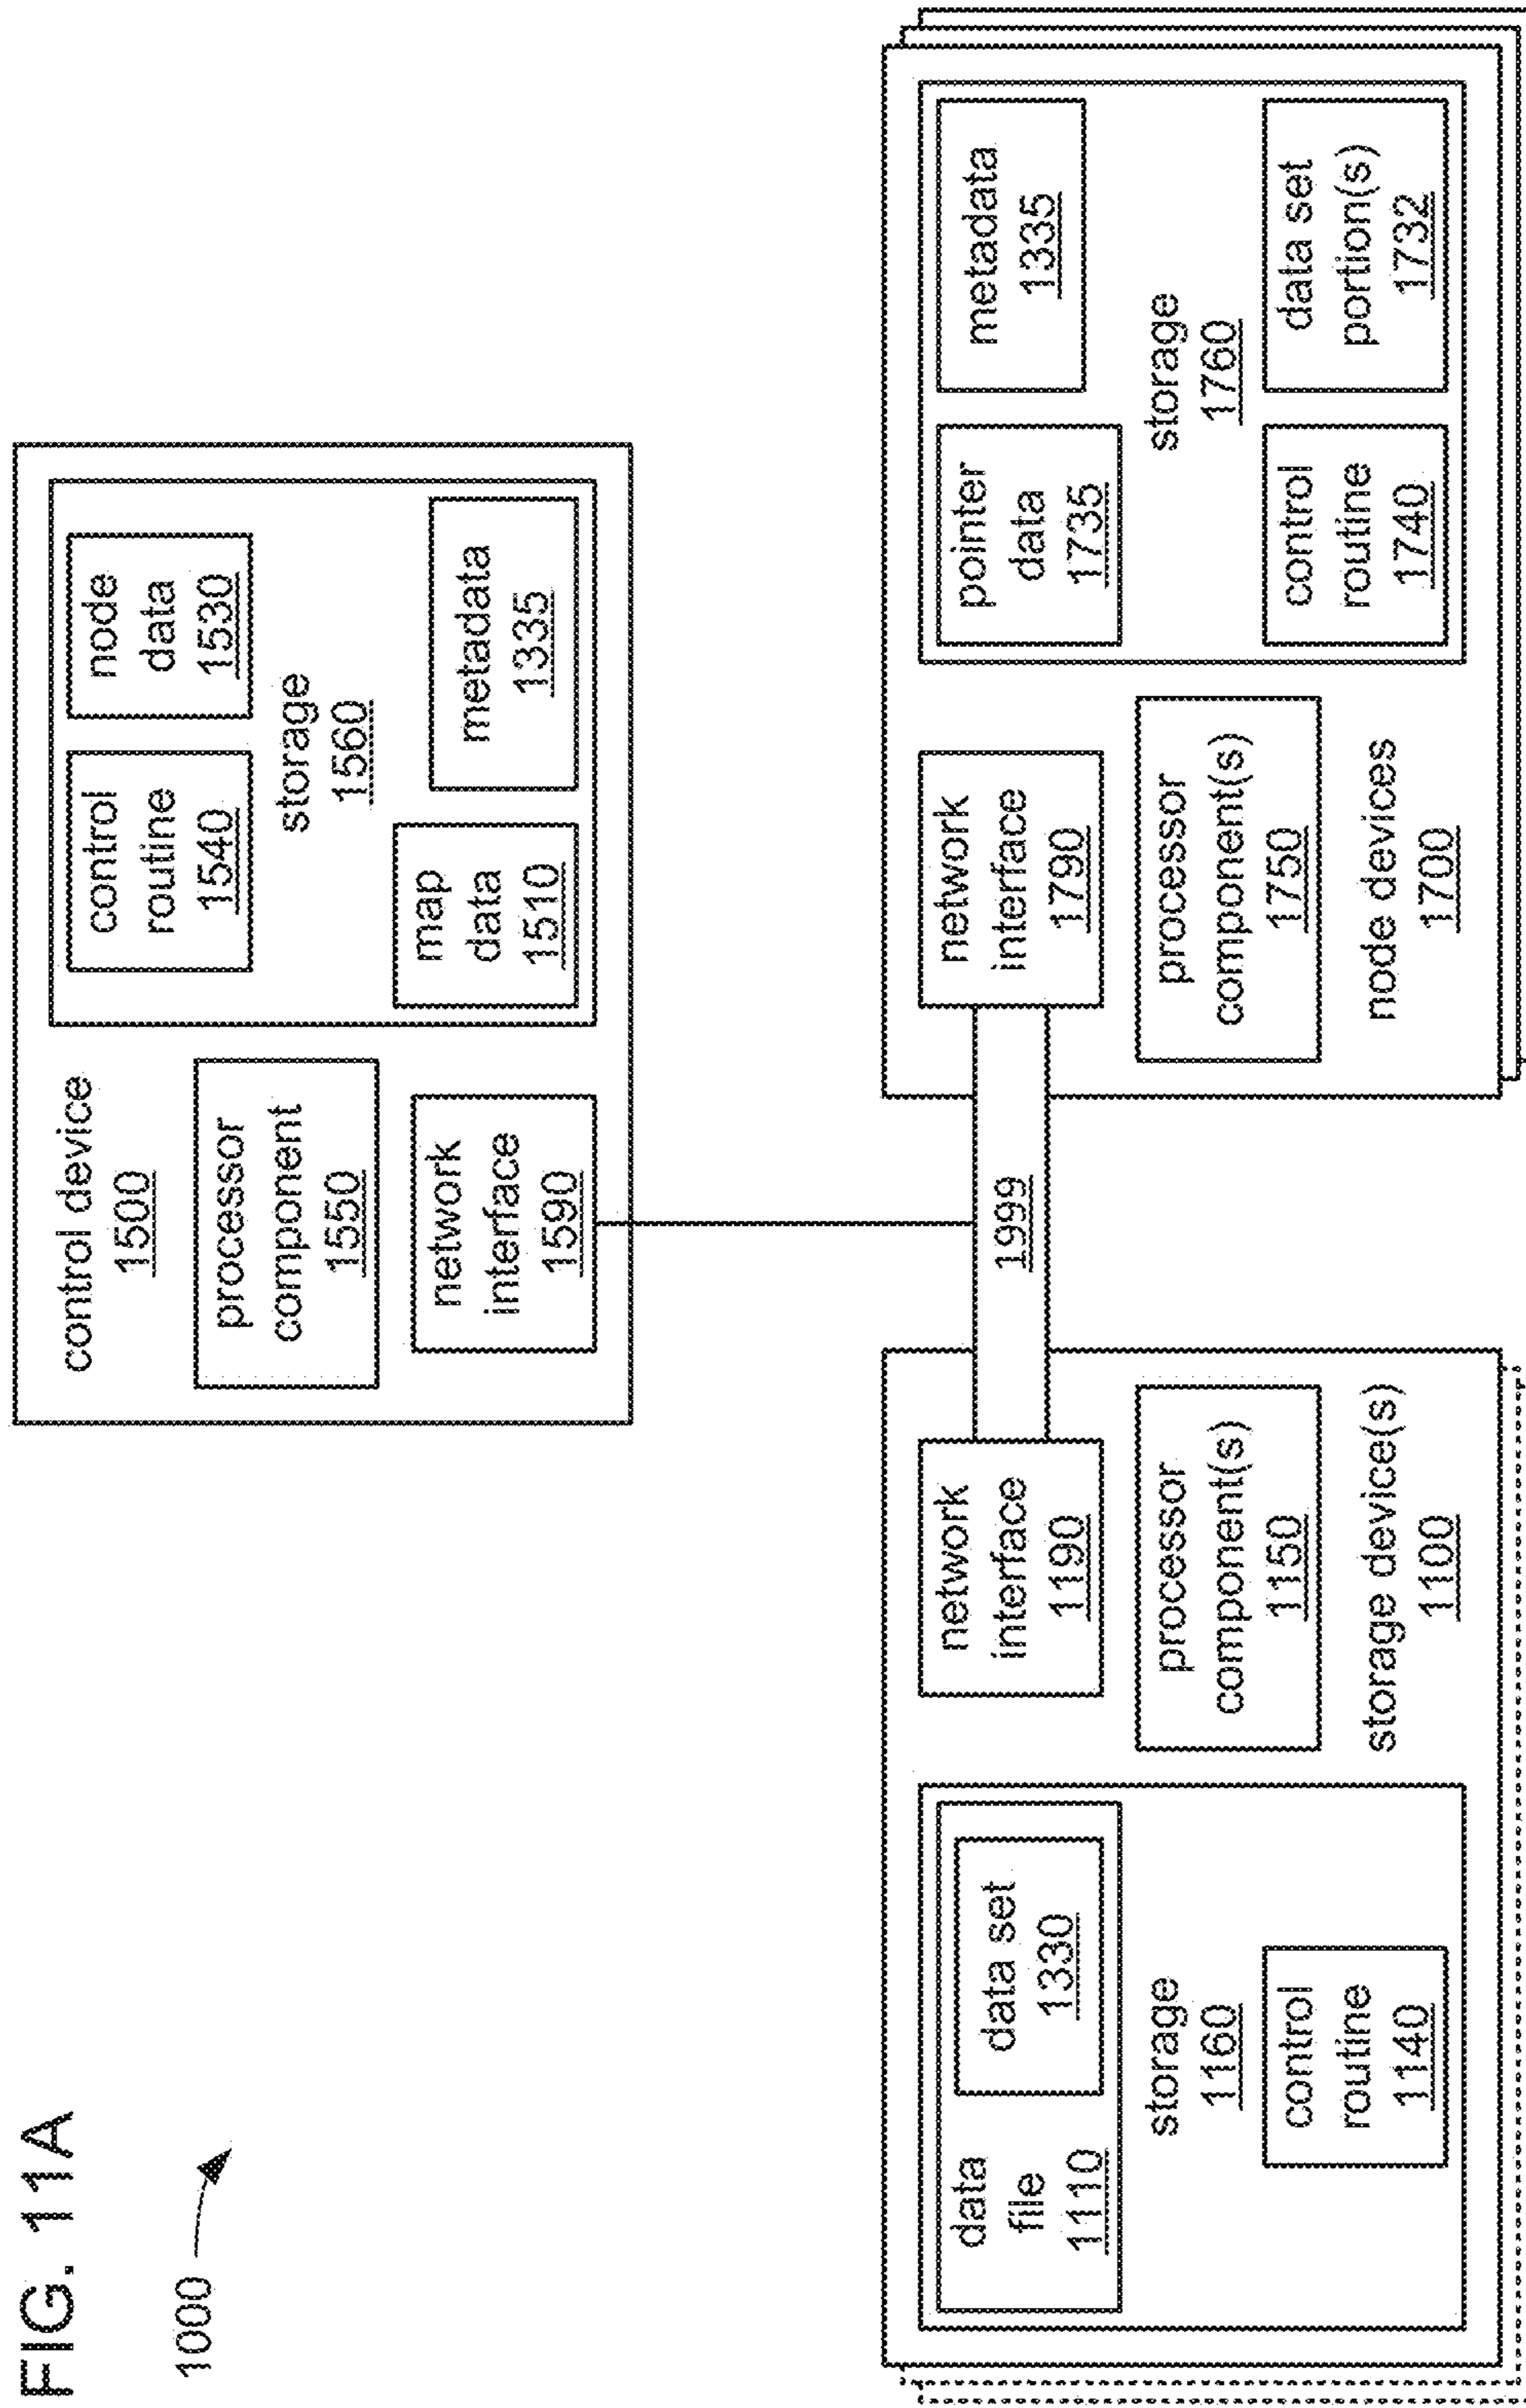 FIG. 11A
1000
control device
1500
processor
component
1550
network
interface
1590
control
routine
1540
node
data
1530
storage
1560
map
data
1510
metadata
1335
1999
data
file
1110
data set
1330
storage
1160
control
routine
1140
network
interface
1190
processor
component(s)
1150
storage device(s)
1100
network
interface
1790
processor
component(s)
1750
node devices
1700
pointer
data
1735
metadata
1335
storage
1760
control
routine
1740
data set
portion(s)
1732